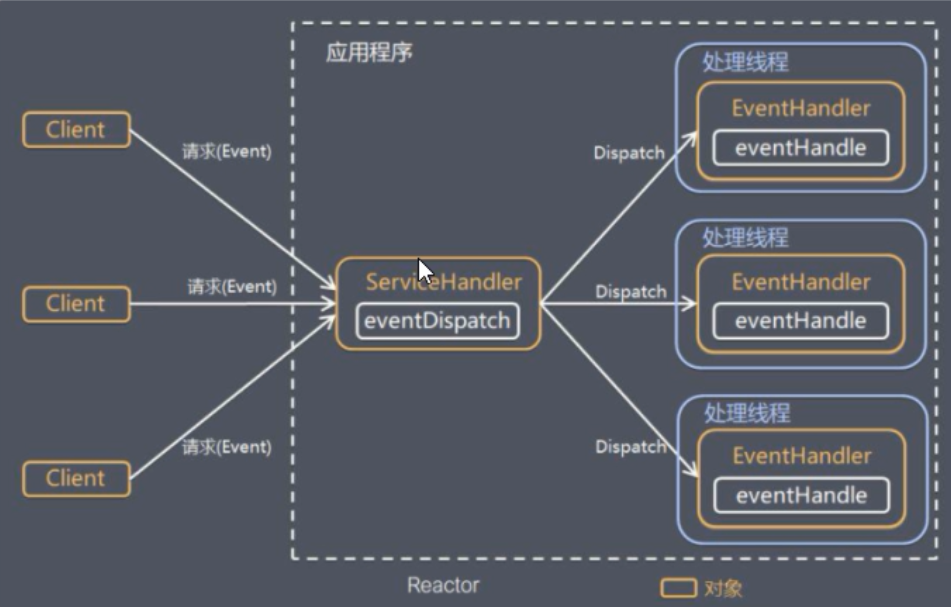 应用程序
处理线程
EventHandler
eventHandle
Client
请求(Event)
Dispatch
处理线程
Client
请求(Event)
ServiceHandler
eventDispatch
Dispatch
EventHandler
eventHandle
处理线程
Client
请求(Event)
Dispatch
EventHandler
eventHandle
Reactor
对象